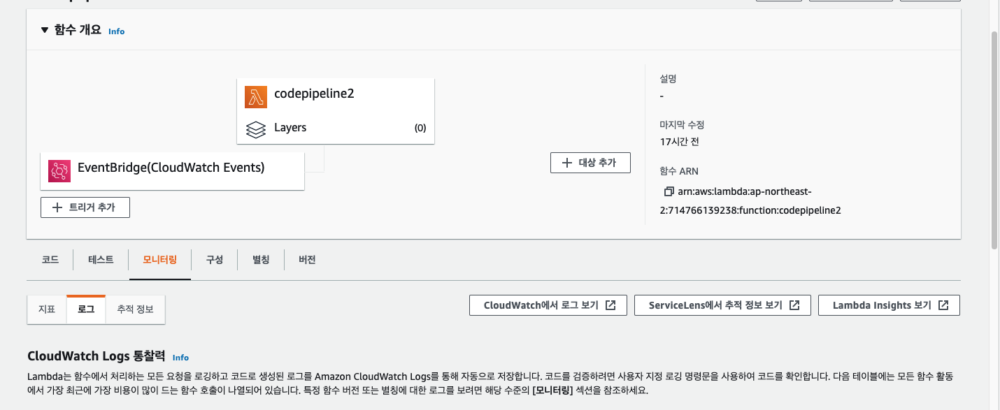 함수 개요 Info
codepipeline2
Layers (0)
EventBridge(CloudWatch Events)
트리거 추가
대상 추가
설명
-
마지막 수정
17시간 전
함수 ARN
arn:aws:lambda:ap-northeast-
2:714766139238:function:codepipeline2
코드 테스트 모니터링 구성 별칭 버전
지표 로그 추적 정보 CloudWatch에서 로그 보기 ServiceLens에서 추적 정보 보기 Lambda Insights 보기
CloudWatch Logs 통찰력 Info
Lambda는 함수에서 처리하는 모든 요청을 로깅하고 코드로 생성된 로그를 Amazon CloudWatch Logs를 통해 자동으로 저장합니다. 코드를 검증하려면 사용자 지정 로깅 명령문을 사용하여 코드를 확인합니다. 다음 테이블에는 모든 함수 활동
에서 가장 최근에 가장 비용이 많이 드는 함수 호출이 나열되어 있습니다. 특정 함수 버전 또는 별칭에 대한 로그를 보려면 해당 수준의 [모니터링] 섹션을 참조하세요.